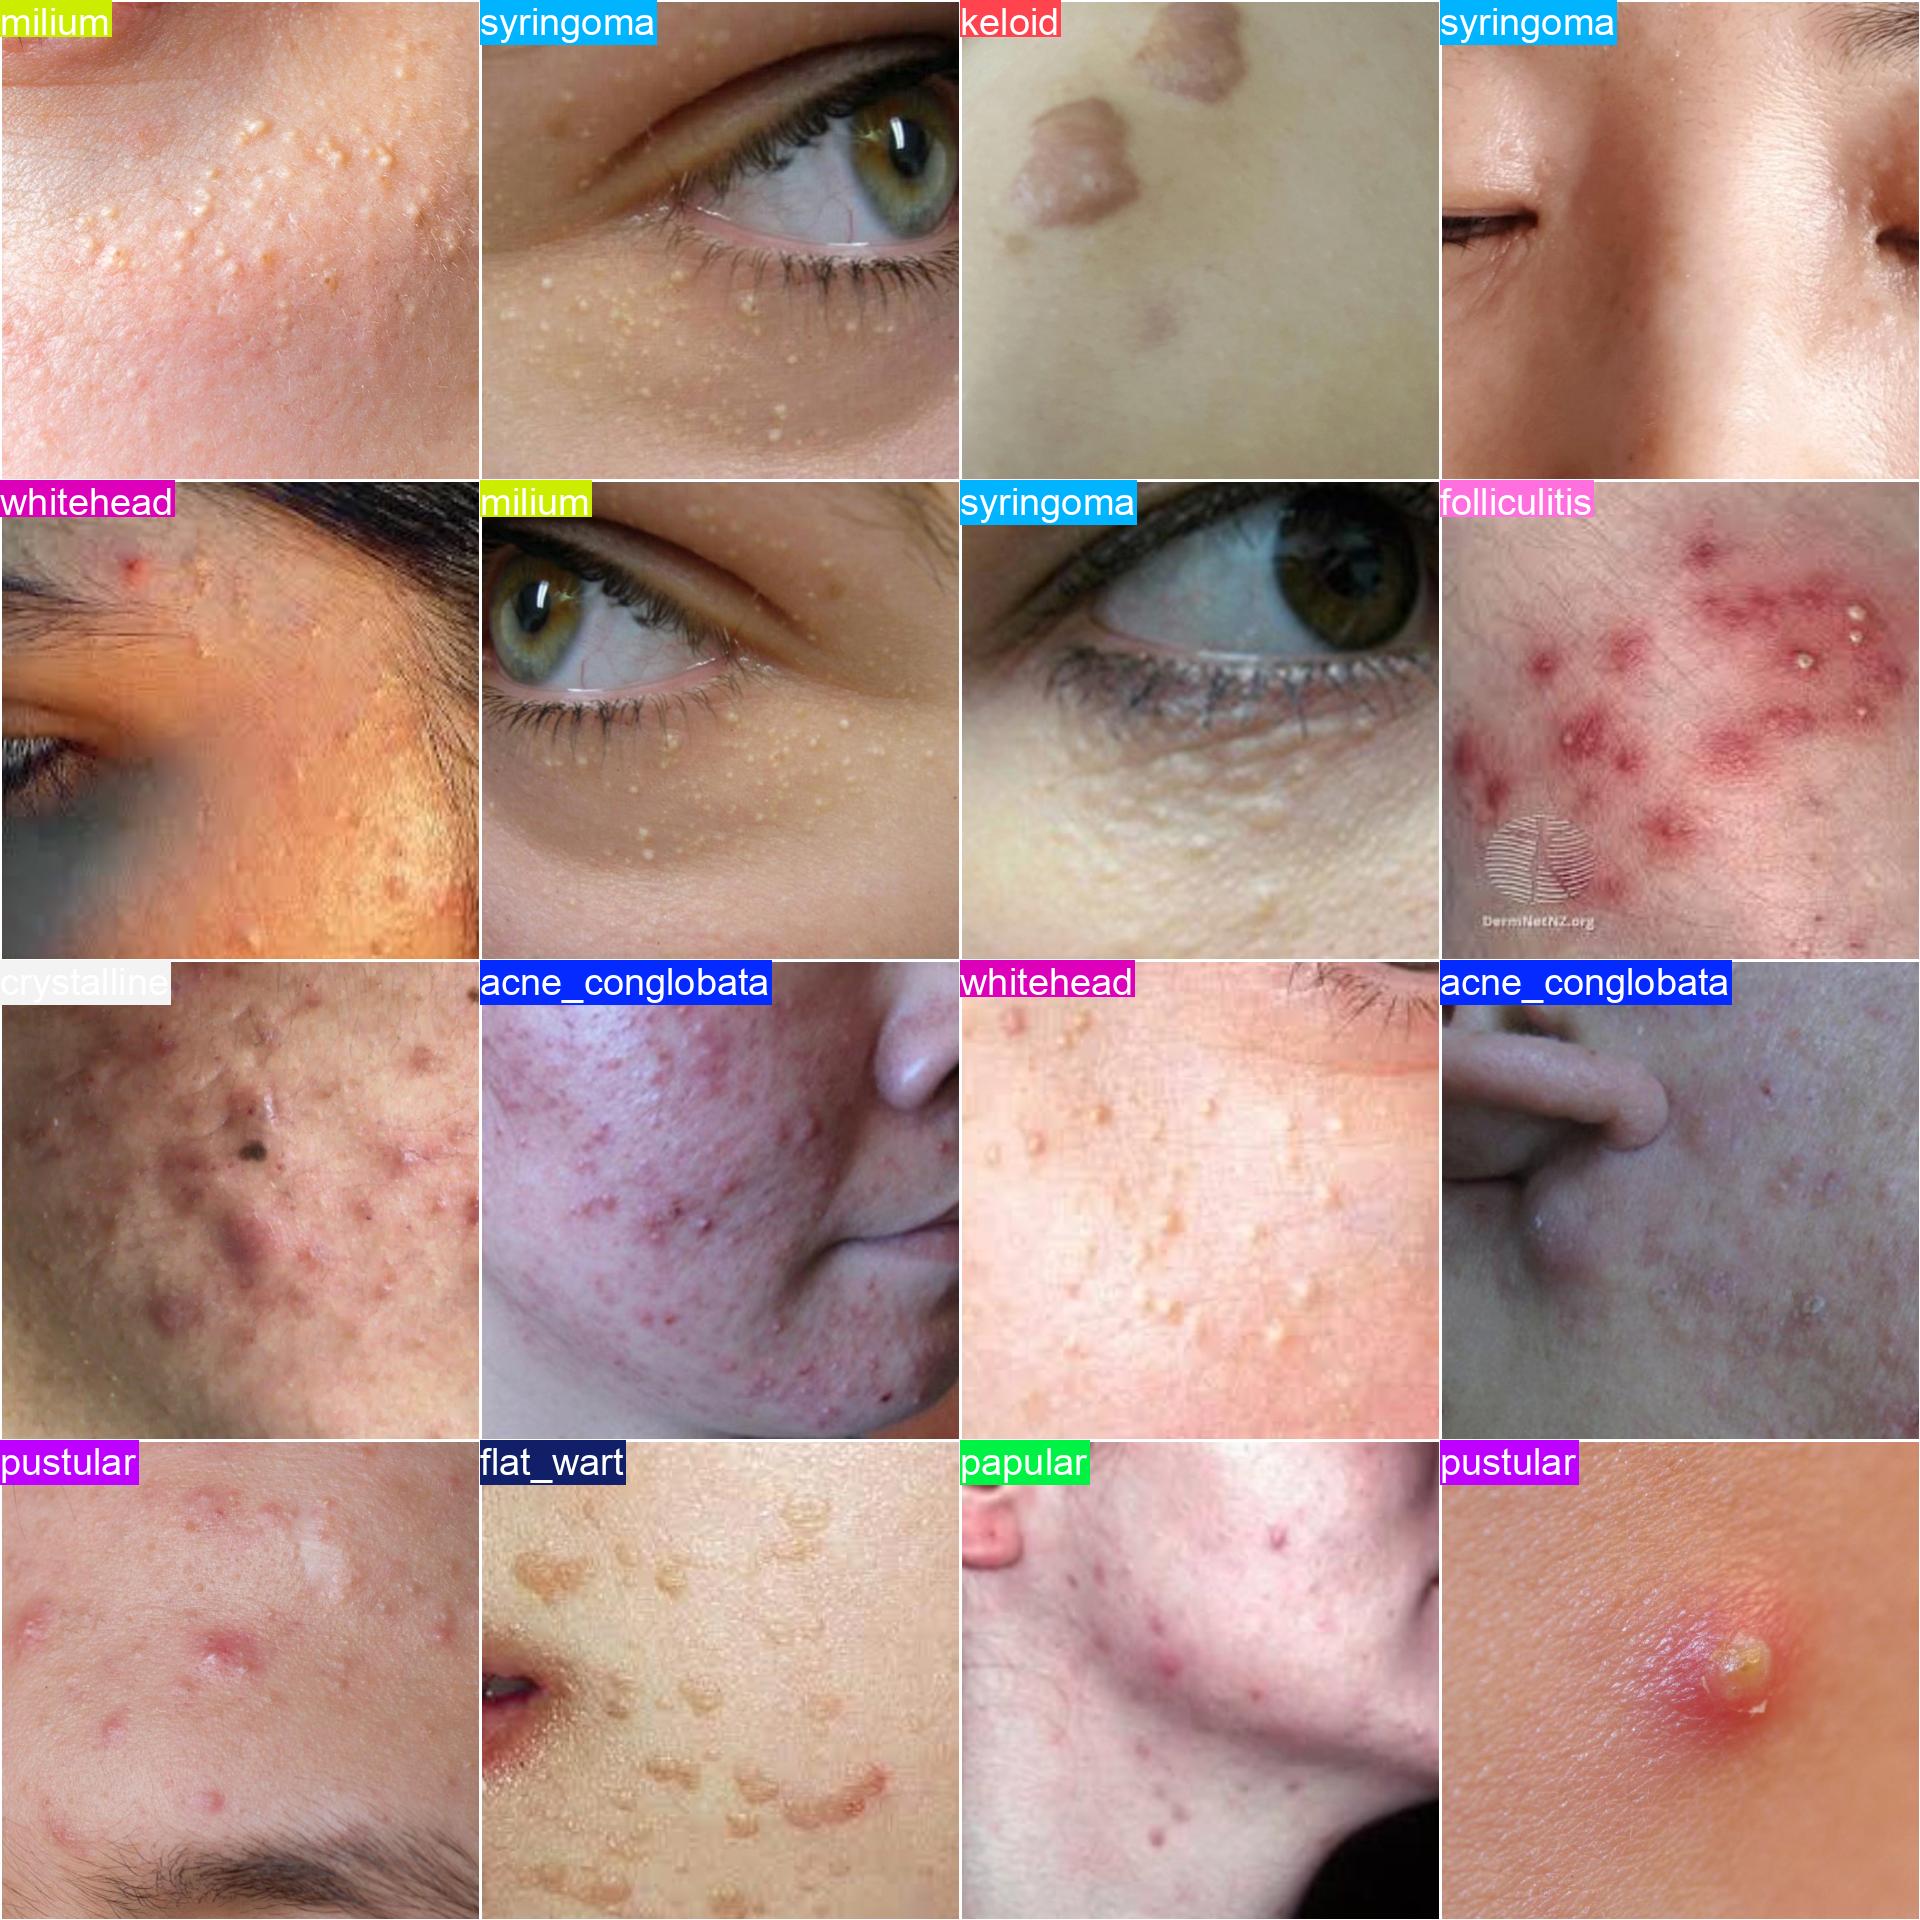 milium
syringoma
keloid
syringoma
whitehead
milium
syringoma
folliculitis
DermNetNZ.org
crystalline
acne_conglobata
whitehead
acne_conglobata
pustular
flat_wart
papular
pustular